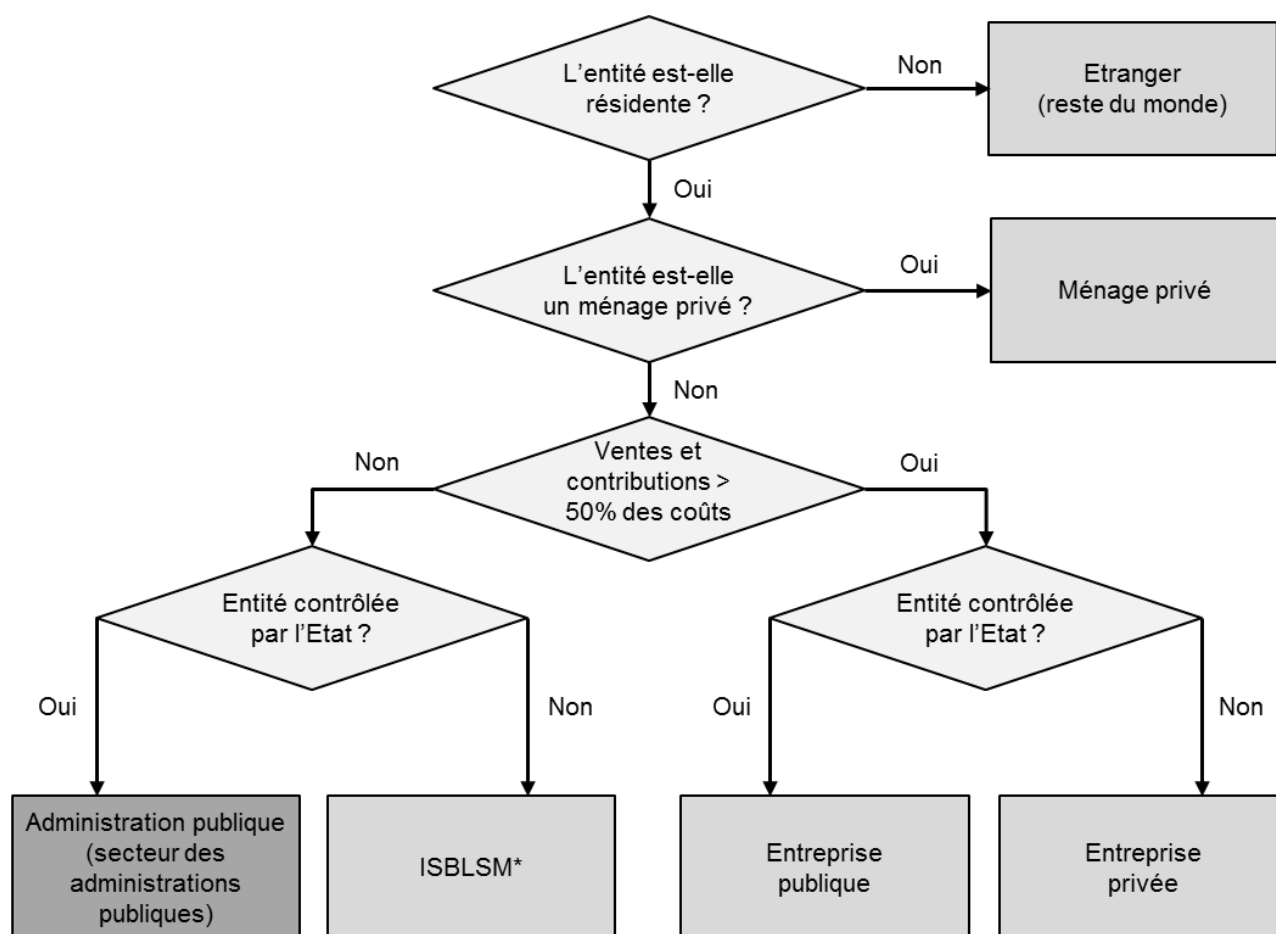 L’entité est-elle
résidente ?
Non
Etranger
(reste du monde)
Oui
L’entité est-elle
un ménage privé ?
Oui
Ménage privé
Non
Non
Ventes et
contributions >
50% des coûts
Oui
Entité contrôlée
par l’Etat ?
Entité contrôlée
par l’Etat ?
Oui
Non
Oui
Non
Administration publique
(secteur des
administrations
publiques)
ISBLSM*
Entreprise
publique
Entreprise
privée